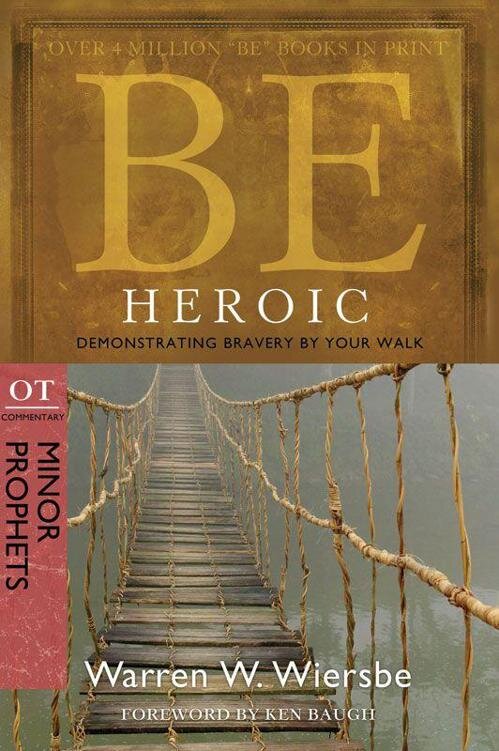 OVER 4 MILLION "BE" BOOKS IN PRINT
BE
HEROIC
DEMONSTRATING BRAVERY BY YOUR WALK
OT
COMMENTARY
MINOR
PROPHETS
Warren W. Wiersbe
FOREWORD BY KEN BAUGH